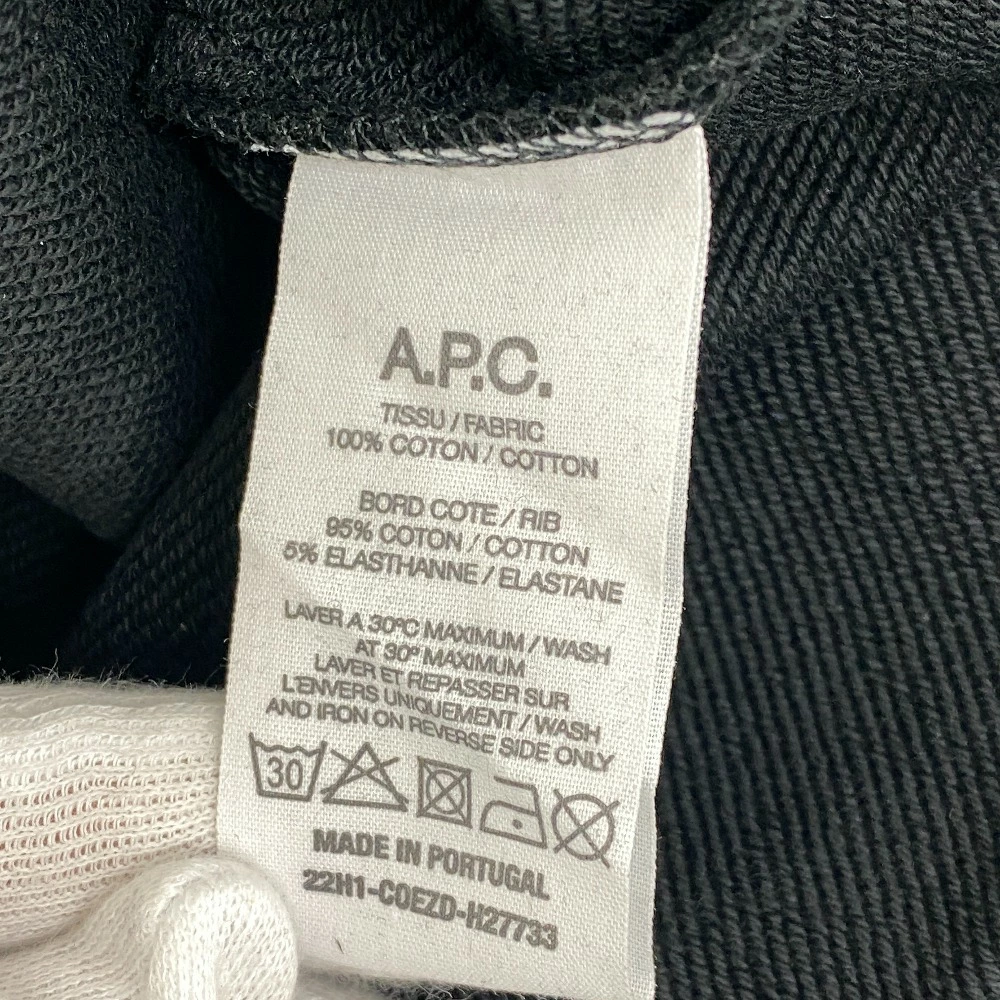 A.P.C.
TISSU / FABRIC
100% COTON / COTTON
BORD COTE / RIB
95% COTON / COTTON
5% ELASTHANNE / ELASTANE
LAVER A 30°C MAXIMUM / WASH
AT 30° MAXIMUM
LAVER ET REPASSER SUR
L'ENVERS UNIQUEMENT / WASH
AND IRON ON REVERSE SIDE ONLY
30
MADE IN PORTUGAL
22H1-COEZD-H27733